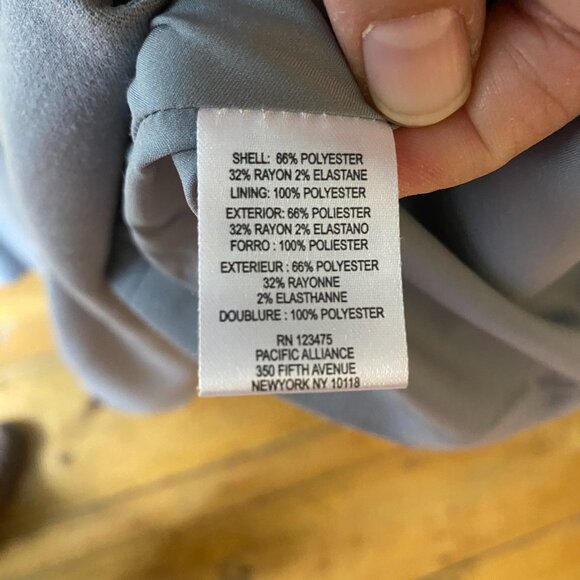 SHELL: 66% POLYESTER
32% RAYON 2% ELASTANE
LINING: 100% POLYESTER
EXTERIOR: 66% POLIESTER
32% RAYON 2% ELASTANO
FORRO : 100% POLYESTER
EXTERIEUR : 66% POLYESTER
32% RAYONNE
2% ELASTHANNE
DOUBLURE : 100% POLYESTER
RN 123475
PACIFIC ALLIANCE
350 FIFTH AVENUE
NEWYORK NY 10118